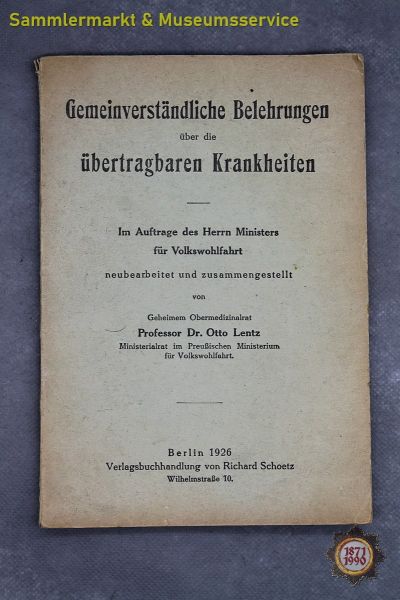 Sammlermarkt & Museumsservice
Gemeinverständliche Belehrungen
über die
übertragbaren Krankheiten
Im Auftrage des Herrn Ministers
für Volkswohlfahrt
neubearbeitet und zusammengestellt
von
Geheimem Obermedizinalrat
Professor Dr. Otto Lentz
Ministerialrat im Preußischen Ministerium
für Volkswohlfahrt.
Berlin 1926
Verlagsbuchhandlung von Richard Schoetz
Wilhelmstraße 10.
1871
1990